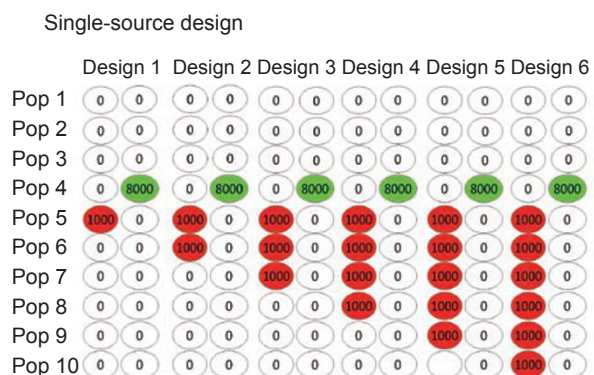 Single-source design
Design 1 Design 2 Design 3 Design 4 Design 5 Design 6
Pop 1 0 0 0 0 0 0 0 0 0 0 0 0
Pop 2 0 0 0 0 0 0 0 0 0 0 0 0
Pop 3 0 0 0 0 0 0 0 0 0 0 0 0
Pop 4 0 8000 0 8000 0 8000 0 8000 0 8000 0 8000
Pop 5 1000 0 1000 0 1000 0 1000 0 1000 0 1000 0
Pop 6 0 0 1000 0 1000 0 1000 0 1000 0 1000 0
Pop 7 0 0 0 0 1000 0 1000 0 1000 0 1000 0
Pop 8 0 0 0 0 0 0 1000 0 1000 0 1000 0
Pop 9 0 0 0 0 0 0 0 0 1000 0 1000 0
Pop 10 0 0 0 0 0 0 0 0 0 1000 0